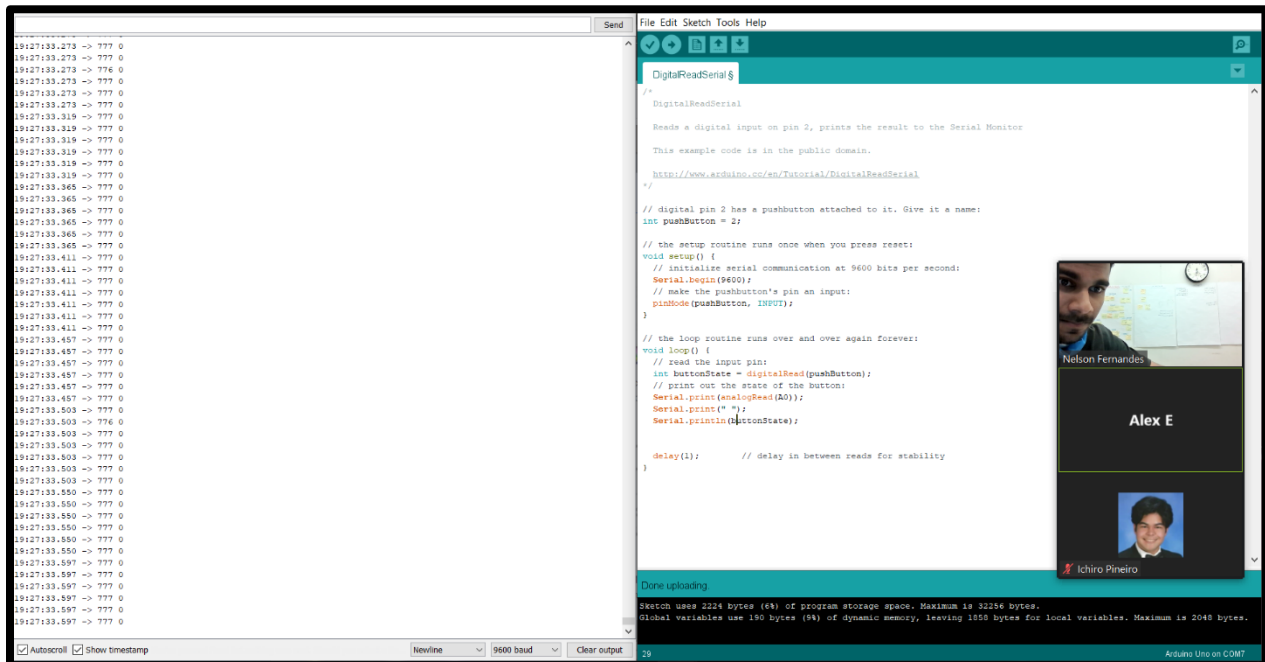 Send
19:27:33.273 -> 777 0
19:27:33.273 -> 777 0
19:27:33.273 -> 776 0
19:27:33.273 -> 777 0
19:27:33.273 -> 777 0
19:27:33.273 -> 777 0
19:27:33.319 -> 777 0
19:27:33.319 -> 777 0
19:27:33.319 -> 777 0
19:27:33.319 -> 777 0
19:27:33.319 -> 777 0
19:27:33.319 -> 777 0
19:27:33.365 -> 777 0
19:27:33.365 -> 777 0
19:27:33.365 -> 777 0
19:27:33.365 -> 777 0
19:27:33.365 -> 777 0
19:27:33.365 -> 777 0
19:27:33.411 -> 777 0
19:27:33.411 -> 777 0
19:27:33.411 -> 777 0
19:27:33.411 -> 777 0
19:27:33.411 -> 777 0
19:27:33.411 -> 777 0
19:27:33.411 -> 777 0
19:27:33.457 -> 777 0
19:27:33.457 -> 777 0
19:27:33.457 -> 777 0
19:27:33.457 -> 777 0
19:27:33.457 -> 777 0
19:27:33.457 -> 777 0
19:27:33.503 -> 777 0
19:27:33.503 -> 776 0
19:27:33.503 -> 777 0
19:27:33.503 -> 777 0
19:27:33.503 -> 777 0
19:27:33.503 -> 777 0
19:27:33.503 -> 777 0
19:27:33.550 -> 777 0
19:27:33.550 -> 777 0
19:27:33.550 -> 777 0
19:27:33.550 -> 777 0
19:27:33.550 -> 777 0
19:27:33.550 -> 777 0
19:27:33.597 -> 777 0
19:27:33.597 -> 777 0
19:27:33.597 -> 777 0
19:27:33.597 -> 777 0
19:27:33.597 -> 777 0
19:27:33.597 -> 777 0
Autoscroll Show timestamp Newline 9600 baud Clear output
File Edit Sketch Tools Help
DigitalReadSerial §
/*
DigitalReadSerial
Reads a digital input on pin 2, prints the result to the Serial Monitor
This example code is in the public domain.
http://www.arduino.cc/en/Tutorial/DigitalReadSerial
*/
// digital pin 2 has a pushbutton attached to it. Give it a name:
int pushButton = 2;
// the setup routine runs once when you press reset:
void setup() {
// initialize serial communication at 9600 bits per second:
Serial.begin(9600);
// make the pushbutton's pin an input:
pinMode(pushButton, INPUT);
}
// the loop routine runs over and over again forever:
void loop() {
// read the input pin:
int buttonState = digitalRead(pushButton);
// print out the state of the button:
Serial.print(analogRead(A0));
Serial.print(" ");
Serial.println(buttonState);
delay(1); // delay in between reads for stability
}
Nelson Fernandes
Alex E
Ichiro Pineiro
Done uploading.
Sketch uses 2224 bytes (6%) of program storage space. Maximum is 32256 bytes.
Global variables use 190 bytes (9%) of dynamic memory, leaving 1858 bytes for local variables. Maximum is 2048 bytes.
29 Arduino Uno on COM7